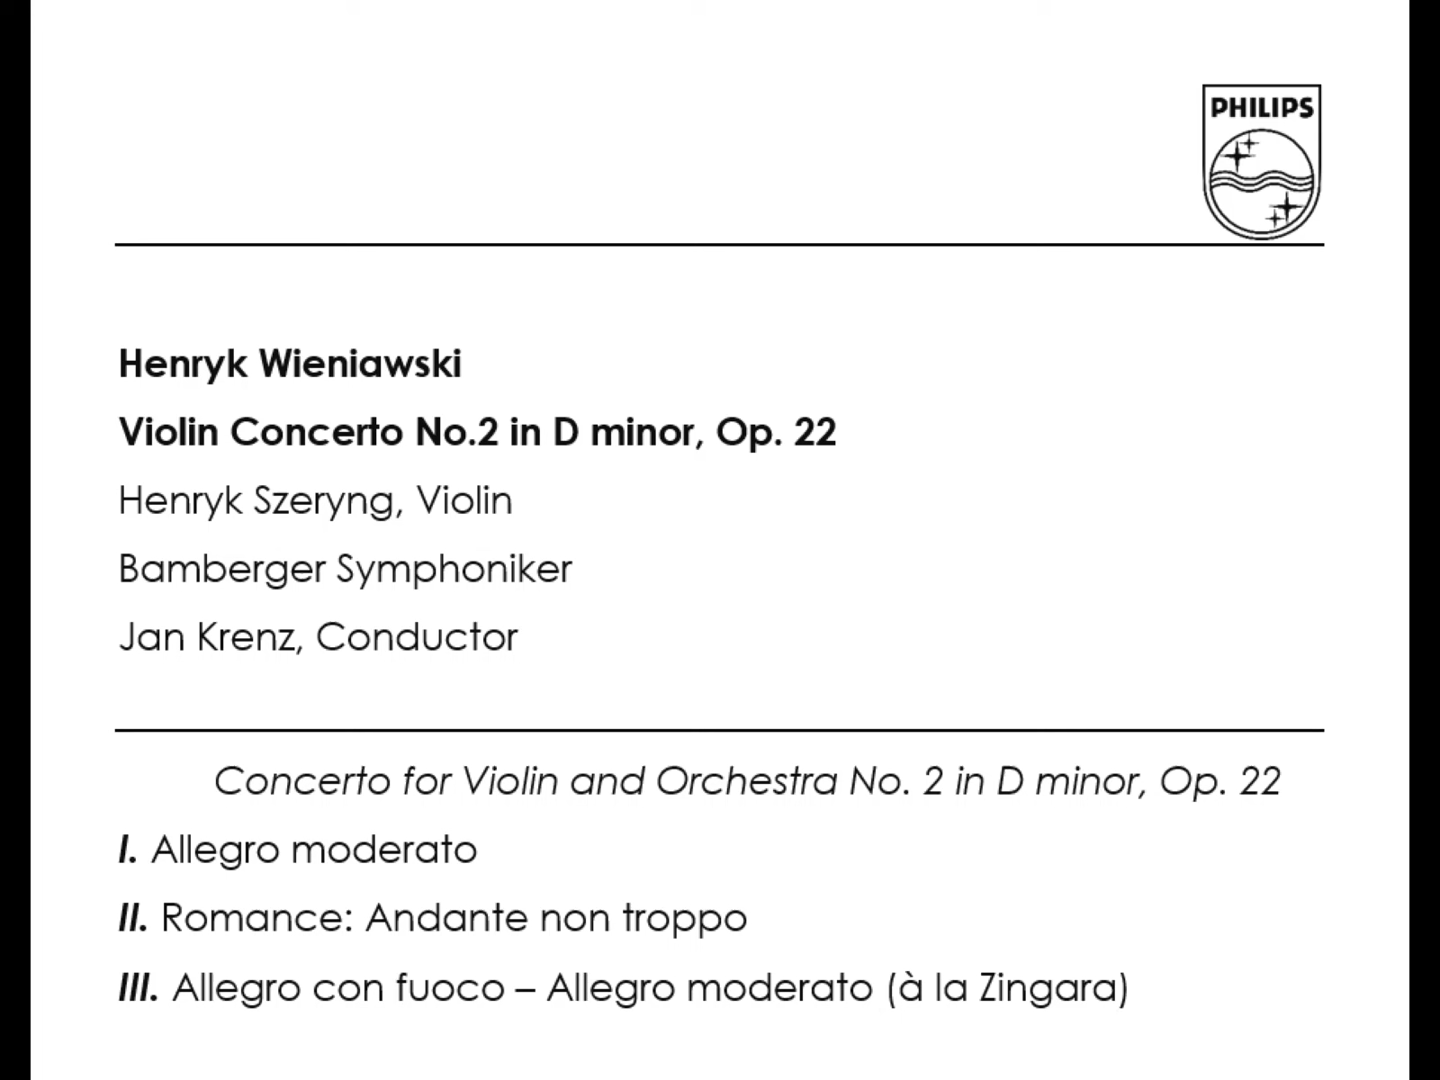 PHILIPS
Henryk Wieniawski
Violin Concerto No.2 in D minor, Op. 22
Henryk Szeryng, Violin
Bamberger Symphoniker
Jan Krenz, Conductor
Concerto for Violin and Orchestra No. 2 in D minor, Op. 22
I. Allegro moderato
II. Romance: Andante non troppo
III. Allegro con fuoco – Allegro moderato (à la Zingara)